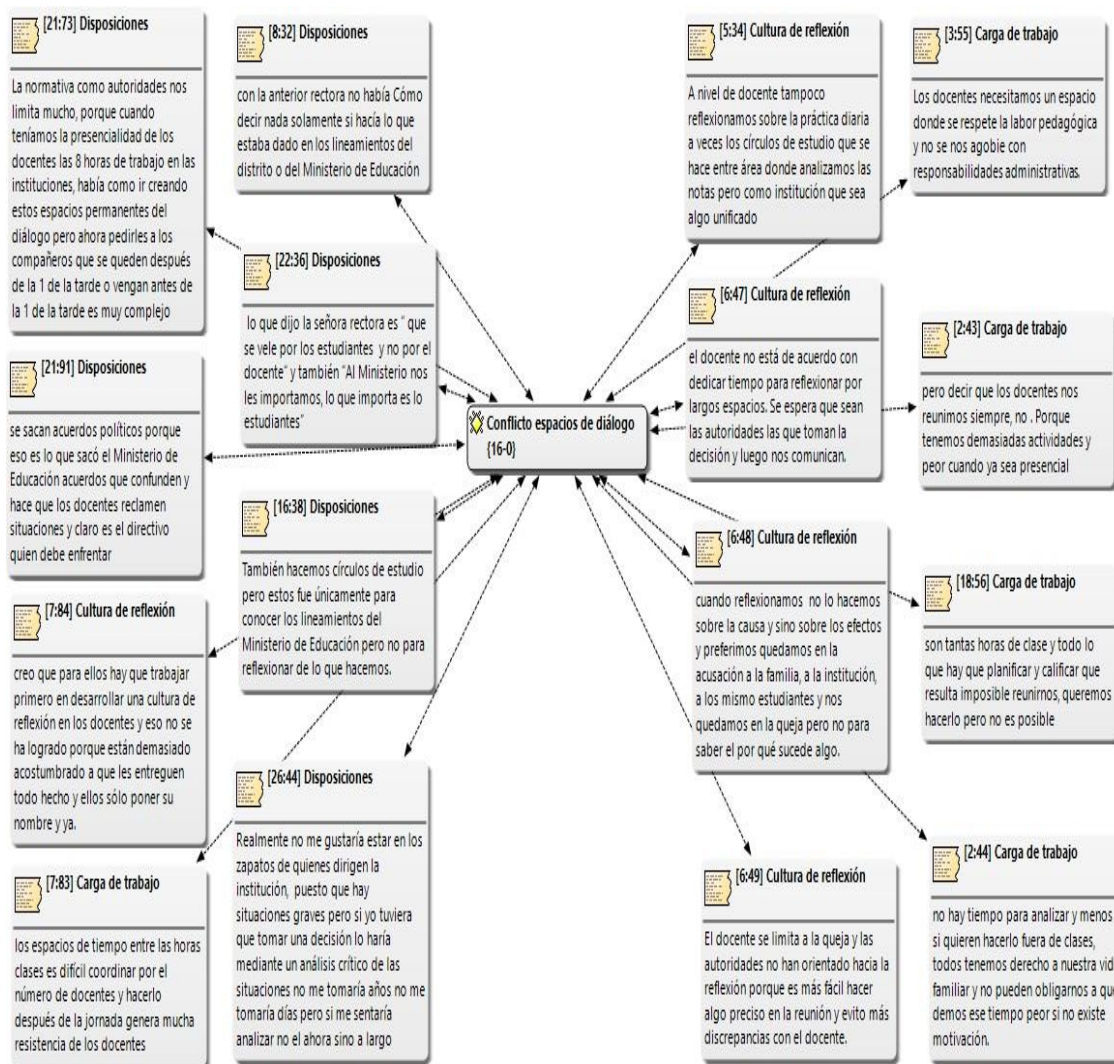 [21:73] Disposiciones
La normativa como autoridades nos
limita mucho, porque cuando
teníamos la presencialidad de los
docentes las 8 horas de trabajo en las
instituciones, había como ir creando
estos espacios permanentes del
diálogo pero ahora pedirles a los
compañeros que se queden después
de la 1 de la tarde o vengan antes de
la 1 de la tarde es muy complejo
[8:32] Disposiciones
con la anterior rectora no había Cómo
decir nada solamente si hacía lo que
estaba dado en los lineamientos del
distrito o del Ministerio de Educación
[5:34] Cultura de reflexión
A nivel de docente tampoco
reflexionamos sobre la práctica diaria
a veces los círculos de estudio que se
hace entre área donde analizamos las
notas pero como institución que sea
algo unificado
[3:55] Carga de trabajo
Los docentes necesitamos un espacio
donde se respete la labor pedagógica
y no se nos agobie con
responsabilidades administrativas.
[22:36] Disposiciones
lo que dijo la señora rectora es " que
se vele por los estudiantes y no por el
docente" y también "Al Ministerio nos
les importamos, lo que importa es lo
estudiantes"
[6:47] Cultura de reflexión
el docente no está de acuerdo con
dedicar tiempo para reflexionar por
largos espacios. Se espera que sean
las autoridades las que toman la
decisión y luego nos comunican.
[2:43] Carga de trabajo
pero decir que los docentes nos
reunimos siempre, no . Porque
tenemos demasiadas actividades y
peor cuando ya sea presencial
[21:91] Disposiciones
se sacan acuerdos políticos porque
eso es lo que sacó el Ministerio de
Educación acuerdos que confunden y
hace que los docentes reclamen
situaciones y claro es el directivo
quien debe enfrentar
Conflicto espacios de diálogo
{16-0}
[16:38] Disposiciones
También hacemos círculos de estudio
pero estos fue únicamente para
conocer los lineamientos del
Ministerio de Educación pero no para
reflexionar de lo que hacemos.
[6:48] Cultura de reflexión
cuando reflexionamos no lo hacemos
sobre la causa y sino sobre los efectos
y preferimos quedamos en la
acusación a la familia, a la institución,
a los mismo estudiantes y nos
quedamos en la queja pero no para
saber el por qué sucede algo.
[18:56] Carga de trabajo
son tantas horas de clase y todo lo
que hay que planificar y calificar que
resulta imposible reunirnos, queremos
hacerlo pero no es posible
[7:84] Cultura de reflexión
creo que para ellos hay que trabajar
primero en desarrollar una cultura de
reflexión en los docentes y eso no se
ha logrado porque están demasiado
acostumbrado a que les entreguen
todo hecho y ellos sólo poner su
nombre y ya.
[26:44] Disposiciones
Realmente no me gustaría estar en los
zapatos de quienes dirigen la
institución, puesto que hay
situaciones graves pero si yo tuviera
que tomar una decisión lo haría
mediante un análisis crítico de las
situaciones no me tomaría años no me
tomaría días pero si me sentaría
analizar no el ahora sino a largo
[7:83] Carga de trabajo
los espacios de tiempo entre las horas
clases es difícil coordinar por el
número de docentes y hacerlo
después de la jornada genera mucha
resistencia de los docentes
[6:49] Cultura de reflexión
El docente se limita a la queja y las
autoridades no han orientado hacia la
reflexión porque es más fácil hacer
algo preciso en la reunión y evito más
discrepancias con el docente.
[2:44] Carga de trabajo
no hay tiempo para analizar y menos
si quieren hacerlo fuera de clases,
todos tenemos derecho a nuestra vid
familiar y no pueden obligarnos a que
demos ese tiempo peor si no existe
motivación.